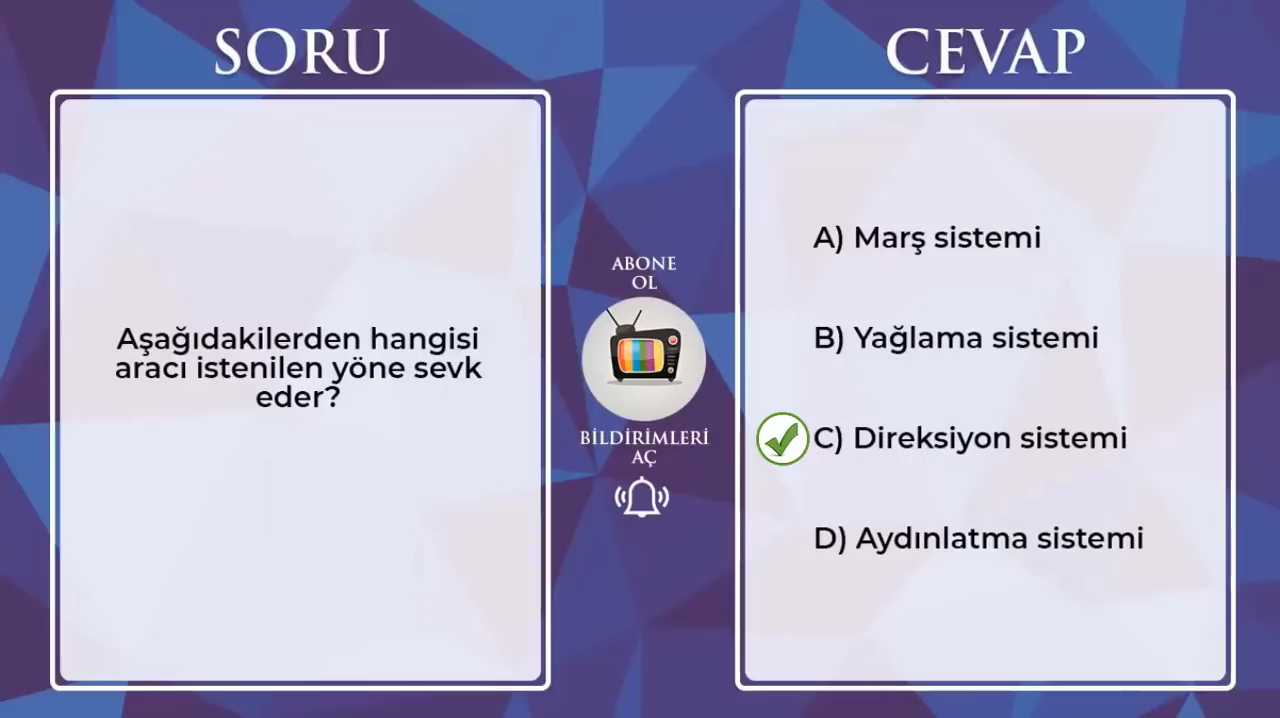 SORU
Aşağıdakilerden hangisi
aracı istenilen yöne sevk
eder?
ABONE
OL
BİLDİRİMLERİ
AÇ
CEVAP
A) Marş sistemi
B) Yağlama sistemi
C) Direksiyon sistemi
D) Aydınlatma sistemi